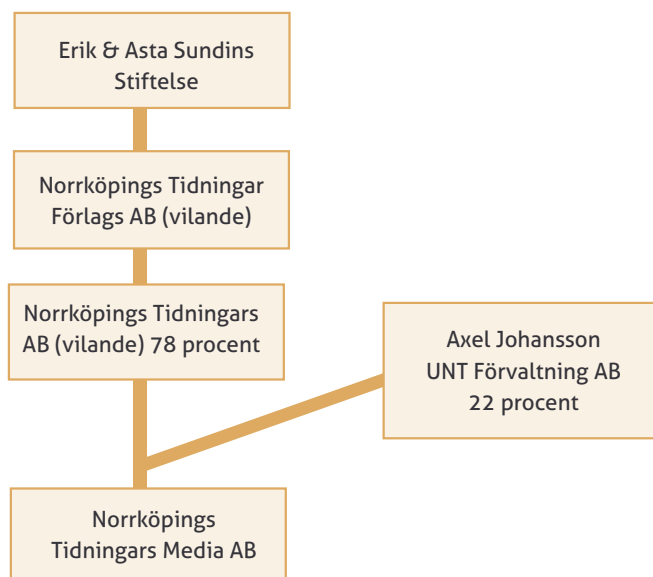 Erik & Asta Sundins
Stiftelse
Norrköpings Tidningar
Förlags AB (vilande)
Norrköpings Tidningars
AB (vilande) 78 procent
Axel Johansson
UNT Förvaltning AB
22 procent
Norrköpings
Tidningars Media AB